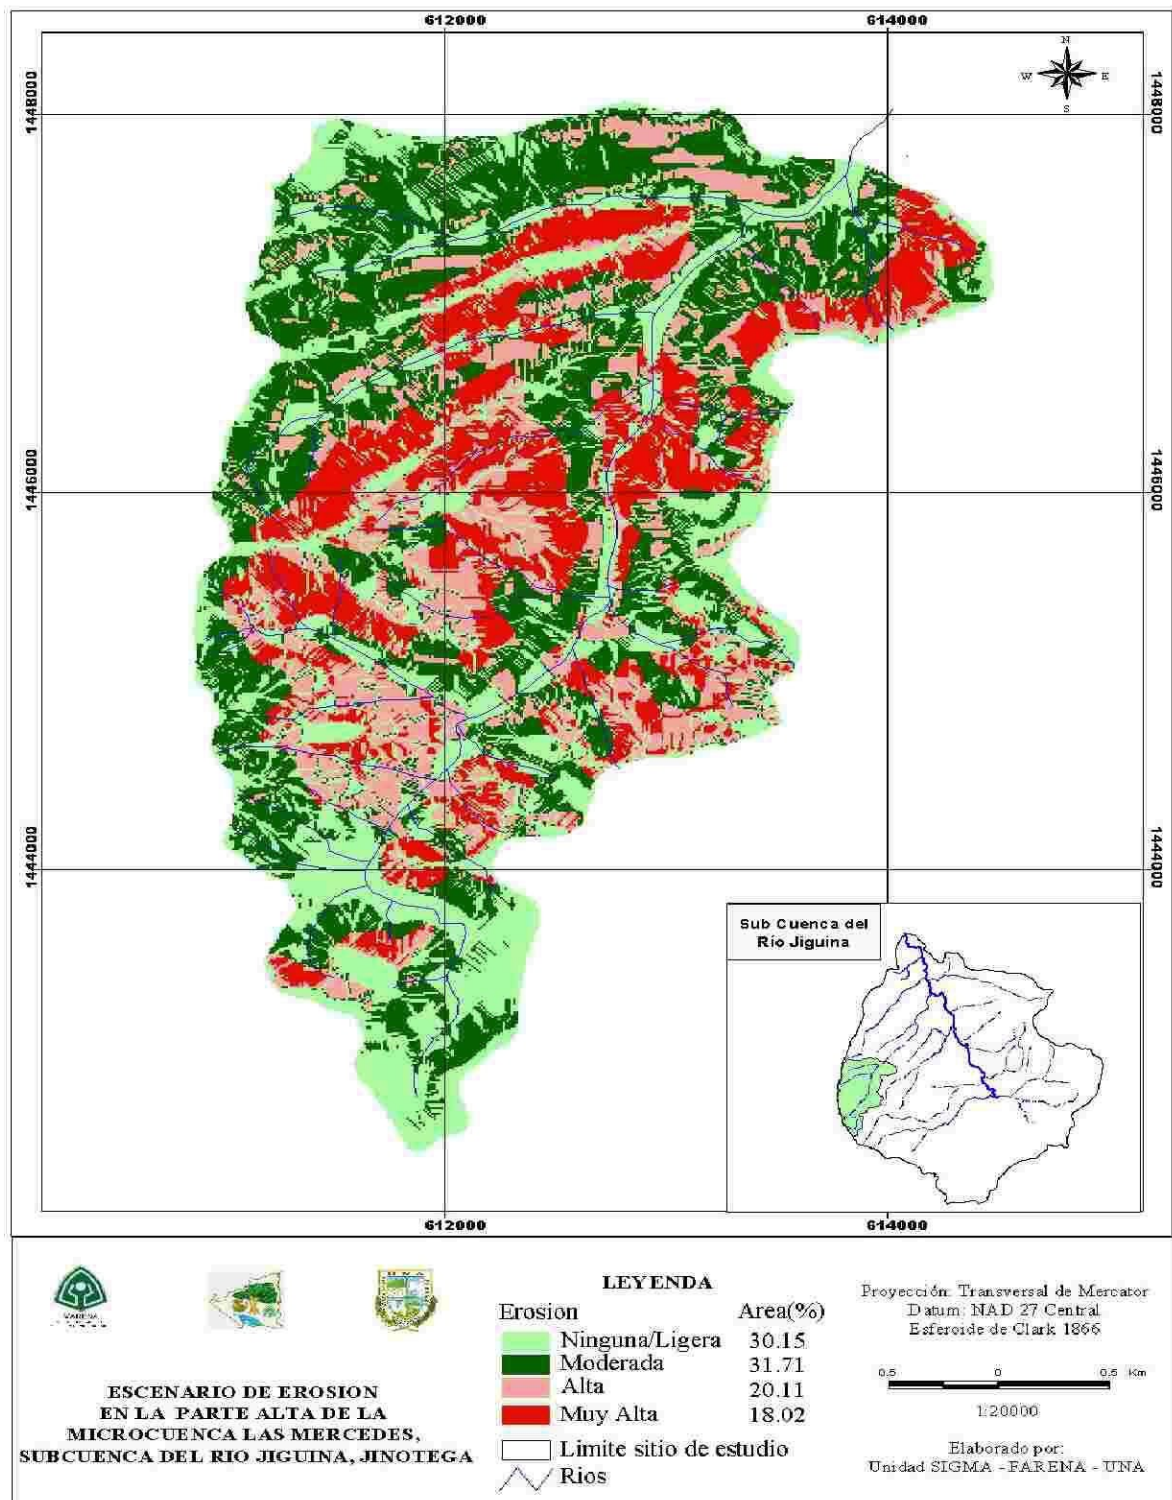 612000
614000
N
W
E
S
1448000
1448000
1446000
1446000
1444000
1444000
Sub Cuenca del
Río Jiguina
612000
614000
MARENA
UNA
ESCENARIO DE EROSION
EN LA PARTE ALTA DE LA
MICROCUENCA LAS MERCEDES,
SUBCUENCA DEL RIO JIGUINA, JINOTEGA
LEYENDA
Erosion Area(%)
Ninguna/Ligera 30.15
Moderada 31.71
Alta 20.11
Muy Alta 18.02
Limite sitio de estudio
Rios
Proyección: Transversal de Mercator
Datum: NAD 27 Central
Esferoide de Clark 1866
0.5 0 0.5 Km
1:20000
Elaborado por:
Unidad SIGMA - FARENA - UNA